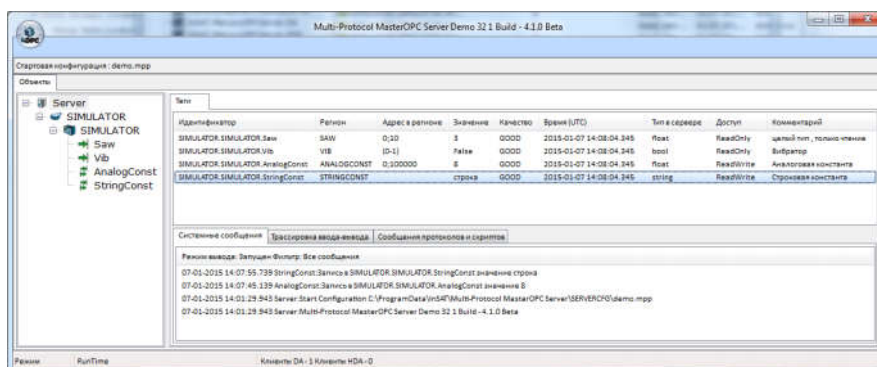 Multi-Protocol MasterOPC Server Demo 32 1 Build - 4.1.0 Beta
OPC
Стартовая конфигурация : demo.mpp
Объекты
Server
SIMULATOR
SIMULATOR
Saw
Vib
AnalogConst
StringConst
Теги
Идентификатор Регион Адрес в регионе Значение Качество Время (UTC) Тип в сервере Доступ Комментарий
SIMULATOR.SIMULATOR.Saw SAW 0;10 3 GOOD 2015-01-07 14:08:04.345 float ReadOnly целый тип , только чтение
SIMULATOR.SIMULATOR.Vib VIB (0-1) False GOOD 2015-01-07 14:08:04.345 bool ReadOnly Вибратор
SIMULATOR.SIMULATOR.AnalogConst ANALOGCONST 0;100000 8 GOOD 2015-01-07 14:08:04.345 float ReadWrite Аналоговая константа
SIMULATOR.SIMULATOR.StringConst STRINGCONST строка GOOD 2015-01-07 14:08:04.345 string ReadWrite Строковая константа
Системные сообщения Трассировка ввода-вывода Сообщения протоколов и скриптов
Режим вывода: Запущен Фильтр: Все сообщения
07-01-2015 14:07:55.739 StringConst:Запись в SIMULATOR.SIMULATOR.StringConst значение строка
07-01-2015 14:07:45.139 AnalogConst:Запись в SIMULATOR.SIMULATOR.AnalogConst значение 8
07-01-2015 14:01:29.943 Server:Start Configuration C:\ProgramData\InSAT\Multi-Protocol MasterOPC Server\SERVERCFG\demo.mpp
07-01-2015 14:01:29.943 Server:Multi-Protocol MasterOPC Server Demo 32 1 Build - 4.1.0 Beta
Режим RunTime Клиенты DA - 1 Клиенты HDA - 0